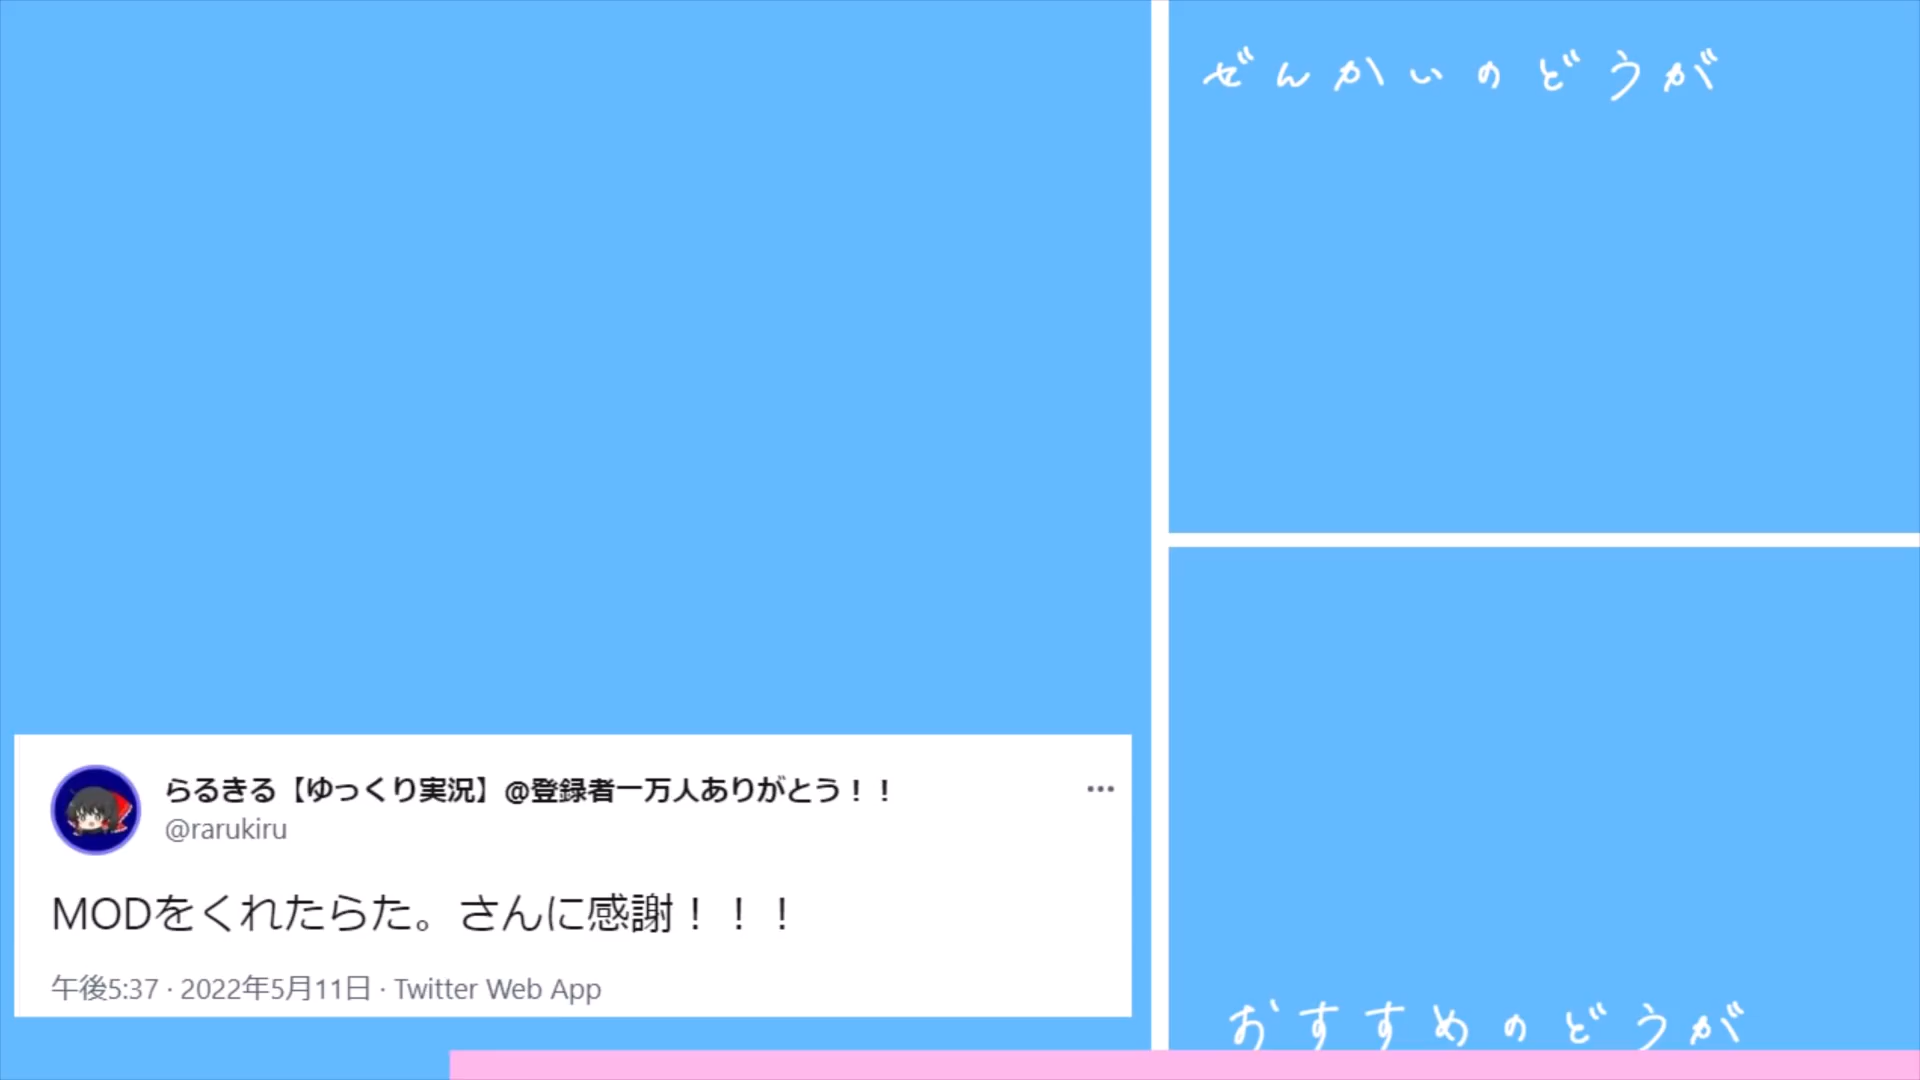 ぜんかいのどうが
らるきる【ゆっくり実況】@登録者一万人ありがとう！！
@rarukiru
MODをくれたらた。さんに感謝！！！
午後5:37 · 2022年5月11日 · Twitter Web App
おすすめのどうが